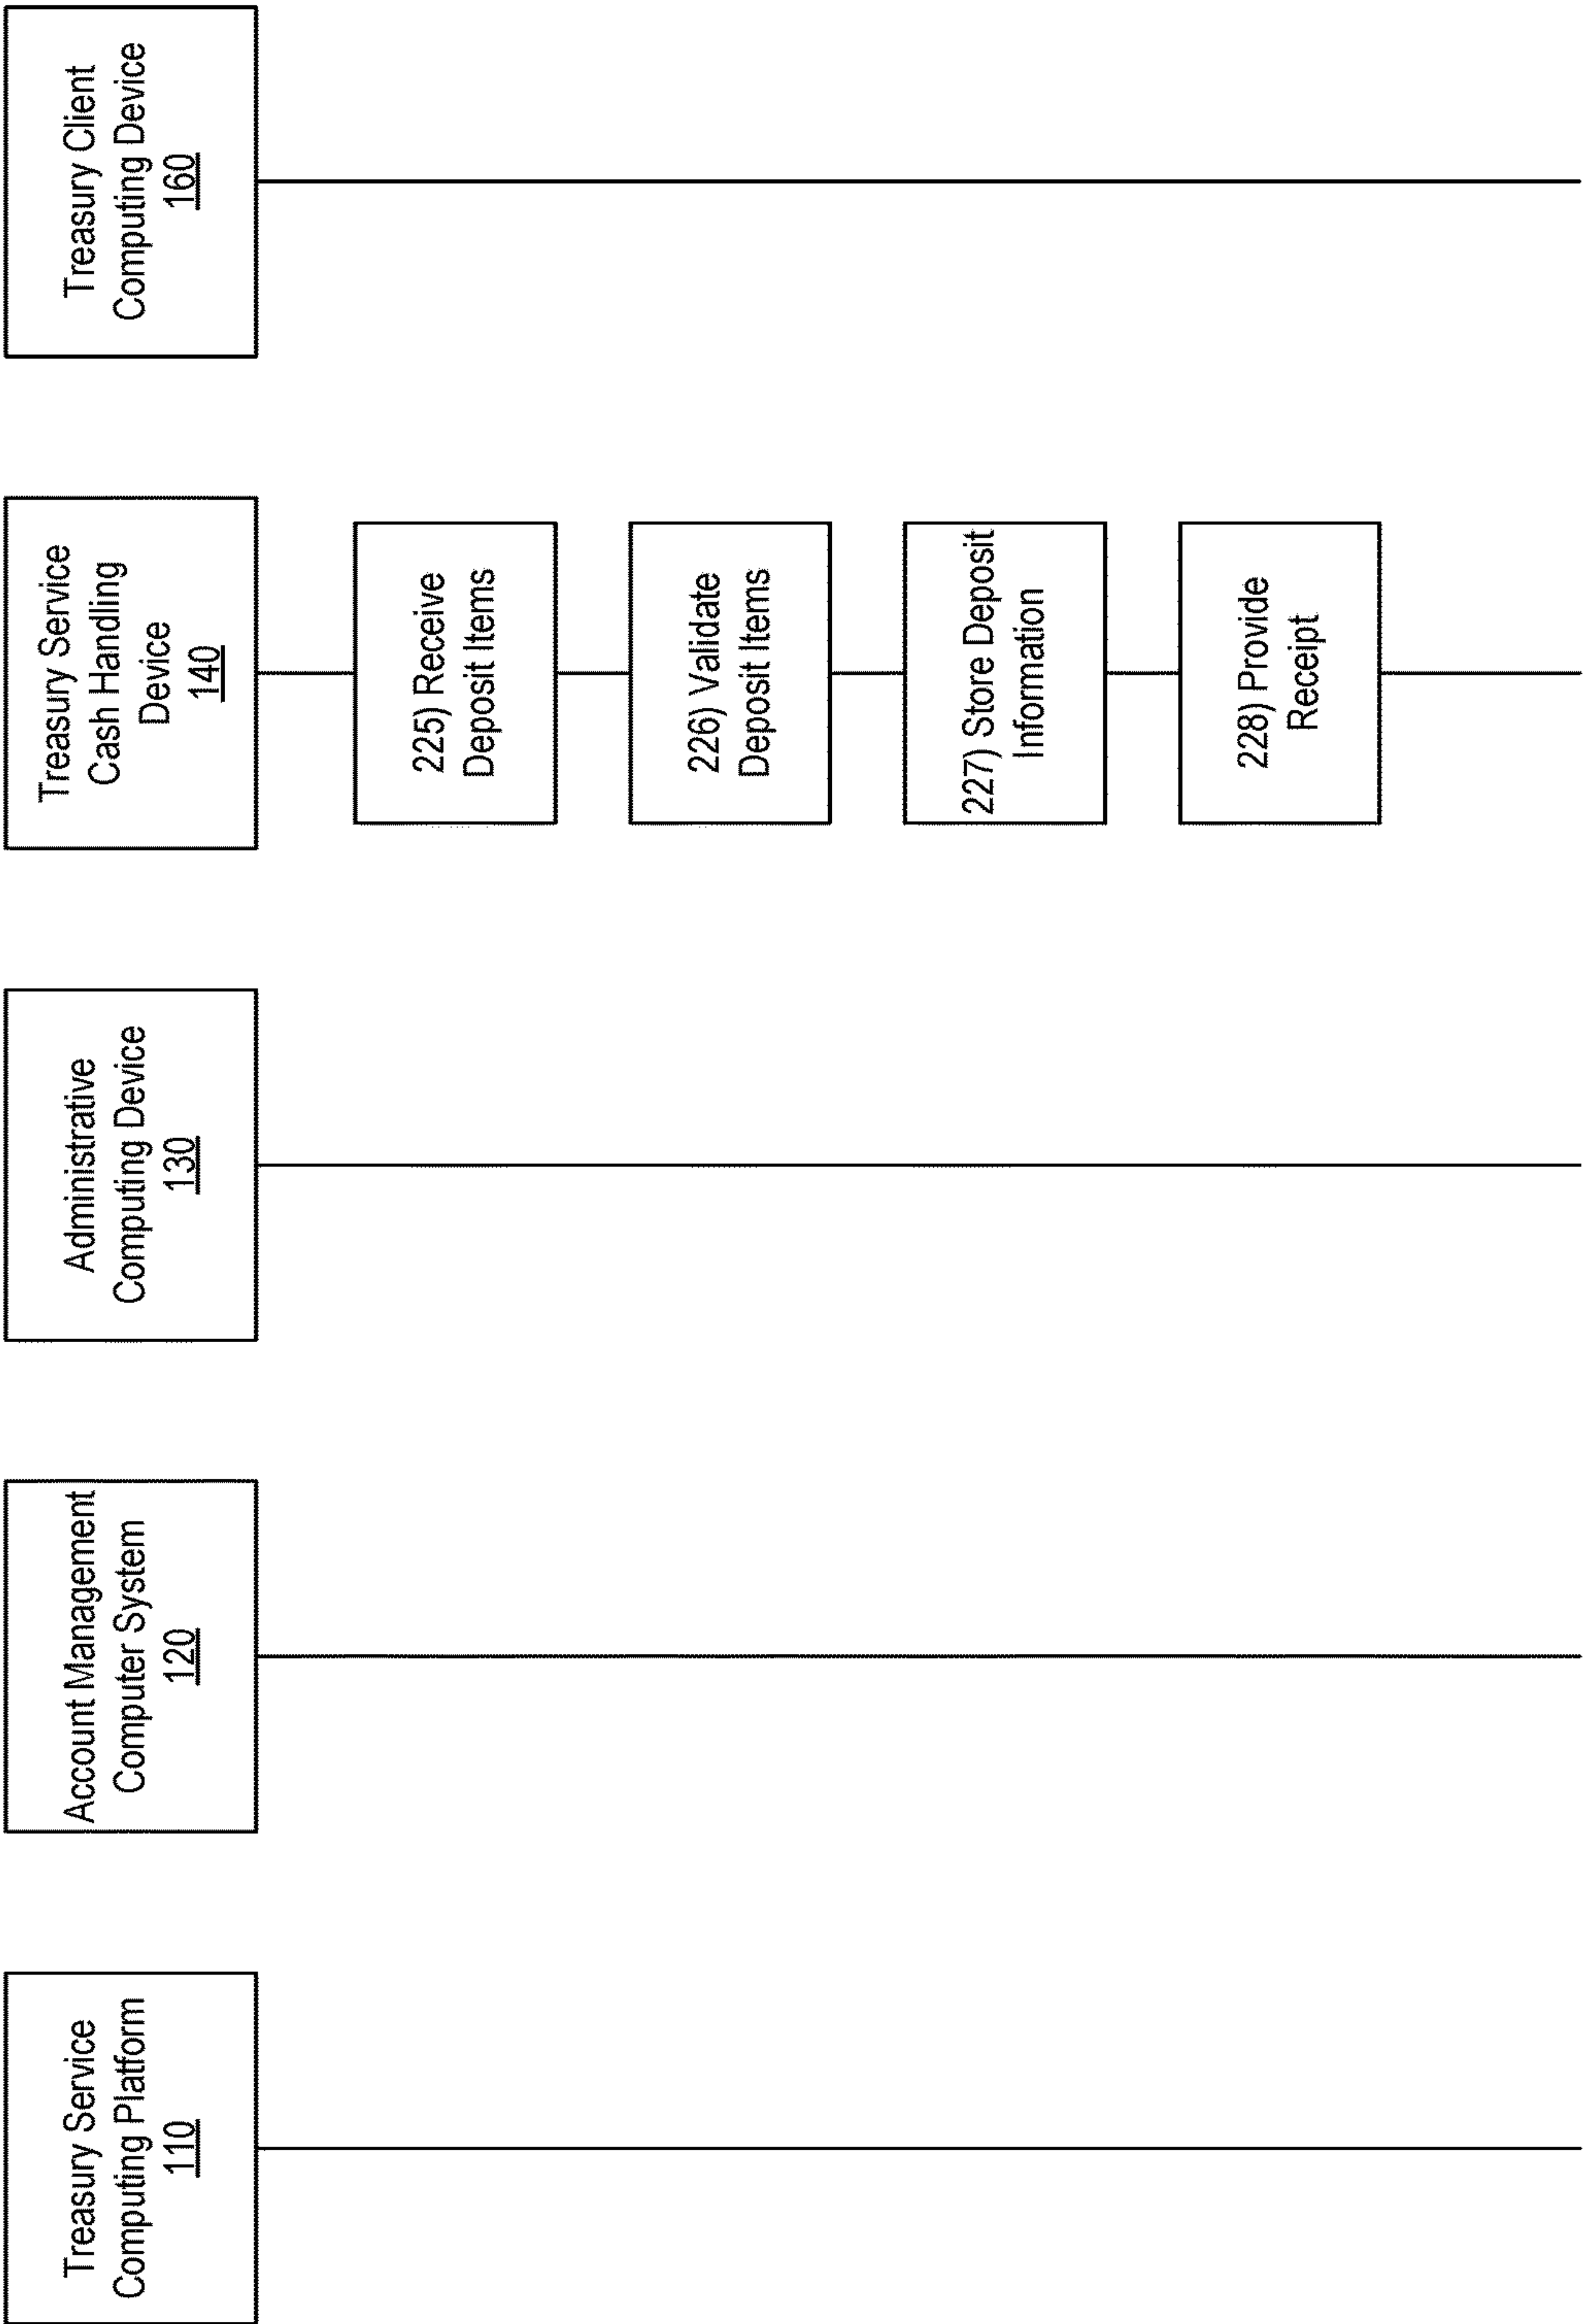 Treasury Service
Computing Platform
110
Account Management
Computer System
120
Administrative
Computing Device
130
Treasury Service
Cash Handling
Device
140
Treasury Client
Computing Device
160
225) Receive
Deposit Items
226) Validate
Deposit Items
227) Store Deposit
Information
228) Provide
Receipt